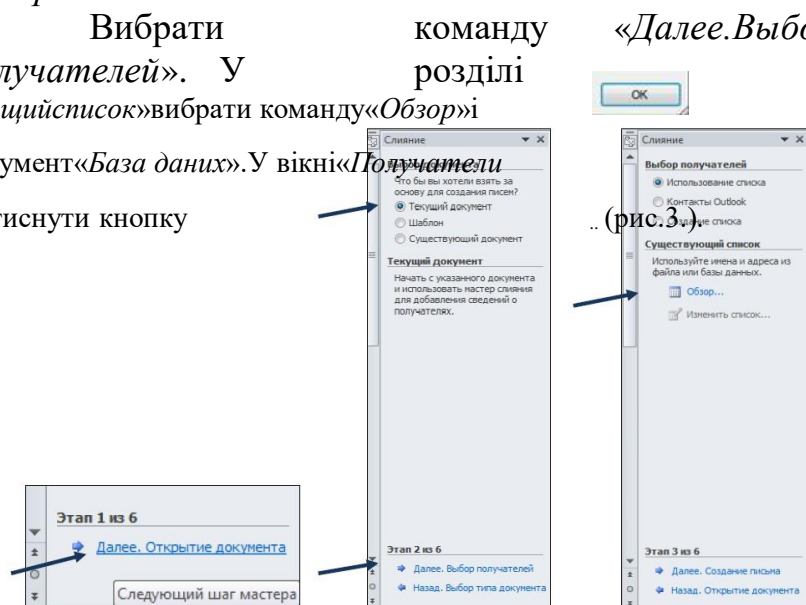 Вибрати команду «Далее.Выбо
лучателей». У розділі
щийсписок»вибрати команду«Обзор»і
умент«База даних».У вікні«Получатели
тиснути кнопку .. (рис.3.).
ОК
Этап 1 из 6
Далее. Открытие документа
Следующий шаг мастера
Слияние
Выбор документа
Что бы вы хотели взять за
основу для создания писем?
Текущий документ
Шаблон
Существующий документ
Текущий документ
Начать с указанного документа
и использовать мастер слияния
для добавления сведений о
получателях.
Этап 2 из 6
Далее. Выбор получателей
Назад. Выбор типа документа
Слияние
Выбор получателей
Использование списка
Контакты Outlook
Создание списка
Существующий список
Используйте имена и адреса из
файла или базы данных.
Обзор...
Изменить список...
Этап 3 из 6
Далее. Создание письма
Назад. Открытие документа